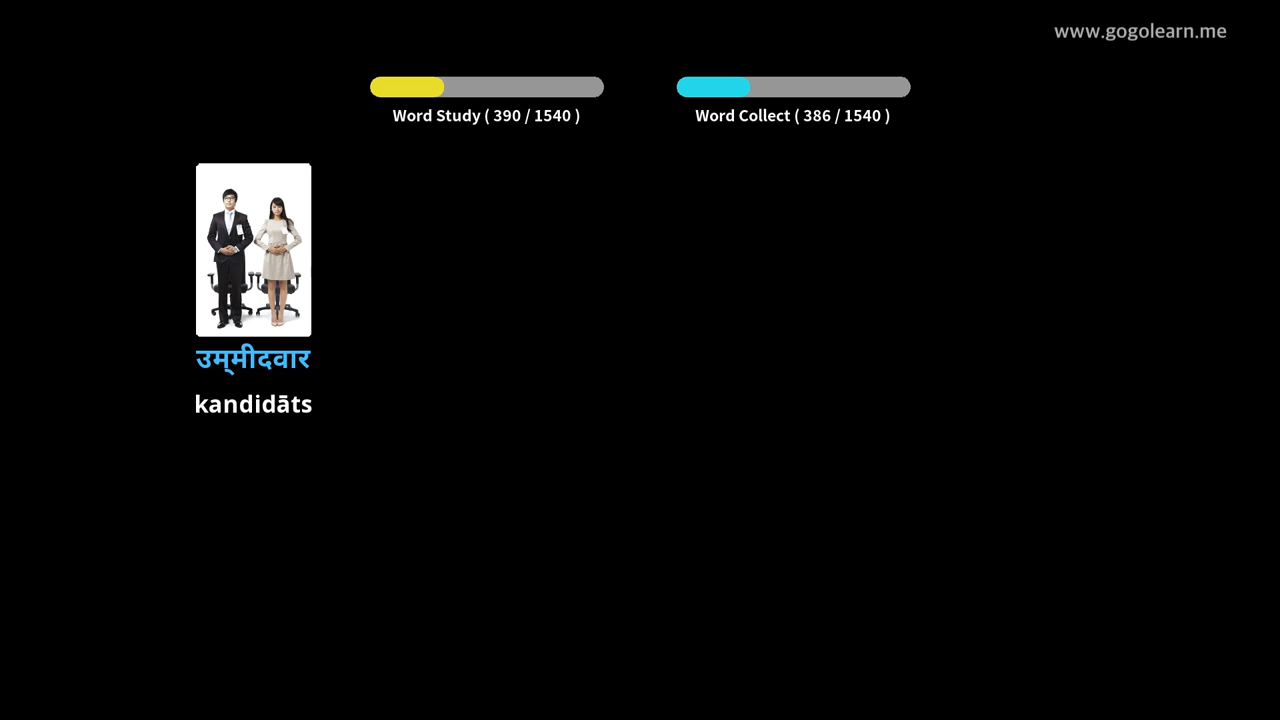 www.gogolearn.me
Word Study ( 390 / 1540 )
Word Collect ( 386 / 1540 )
उम्‌मीदवार
kandidāts